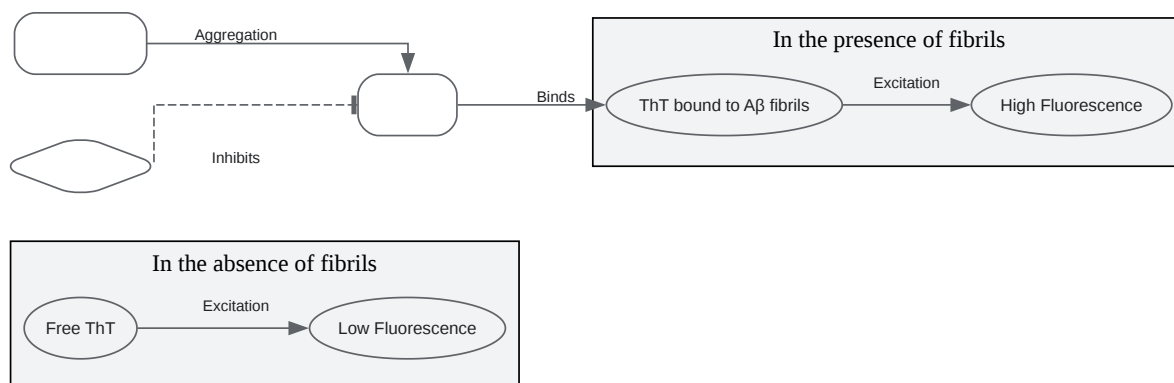 Aggregation
In the presence of fibrils
Binds
ThT bound to Aβ fibrils
Excitation
High Fluorescence
Inhibits
In the absence of fibrils
Free ThT
Excitation
Low Fluorescence